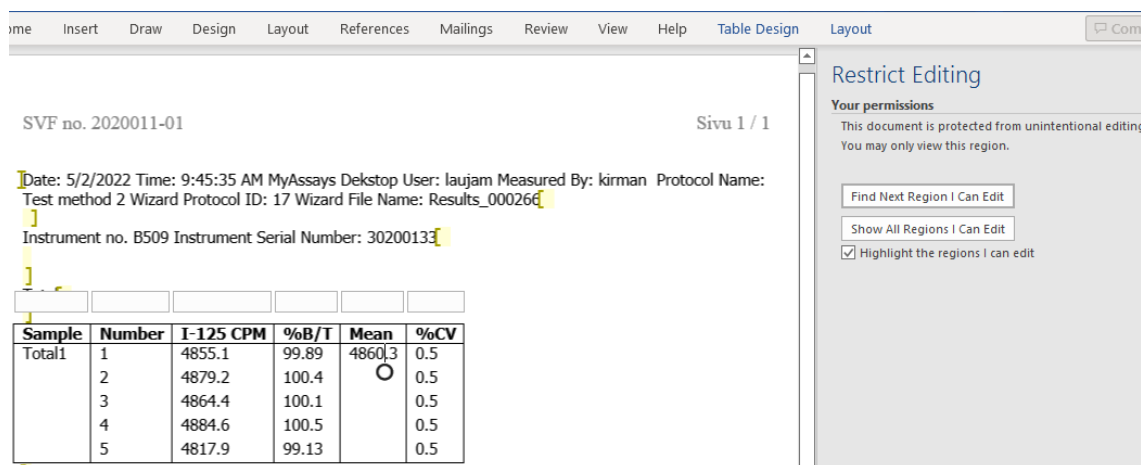 ome Insert Draw Design Layout References Mailings Review View Help Table Design Layout Com
Restrict Editing
Your permissions
This document is protected from unintentional editing
You may only view this region.
Find Next Region I Can Edit
Show All Regions I Can Edit
Highlight the regions I can edit
SVF no. 2020011-01 Sivu 1 / 1
Date: 5/2/2022 Time: 9:45:35 AM MyAssays Dekstop User: laujam Measured By: kirman Protocol Name:
Test method 2 Wizard Protocol ID: 17 Wizard File Name: Results_000266
Instrument no. B509 Instrument Serial Number: 30200133
Sample Number I-125 CPM %B/T Mean %CV
Total1 1 4855.1 99.89 4860.3 0.5
2 4879.2 100.4 0.5
3 4864.4 100.1 0.5
4 4884.6 100.5 0.5
5 4817.9 99.13 0.5